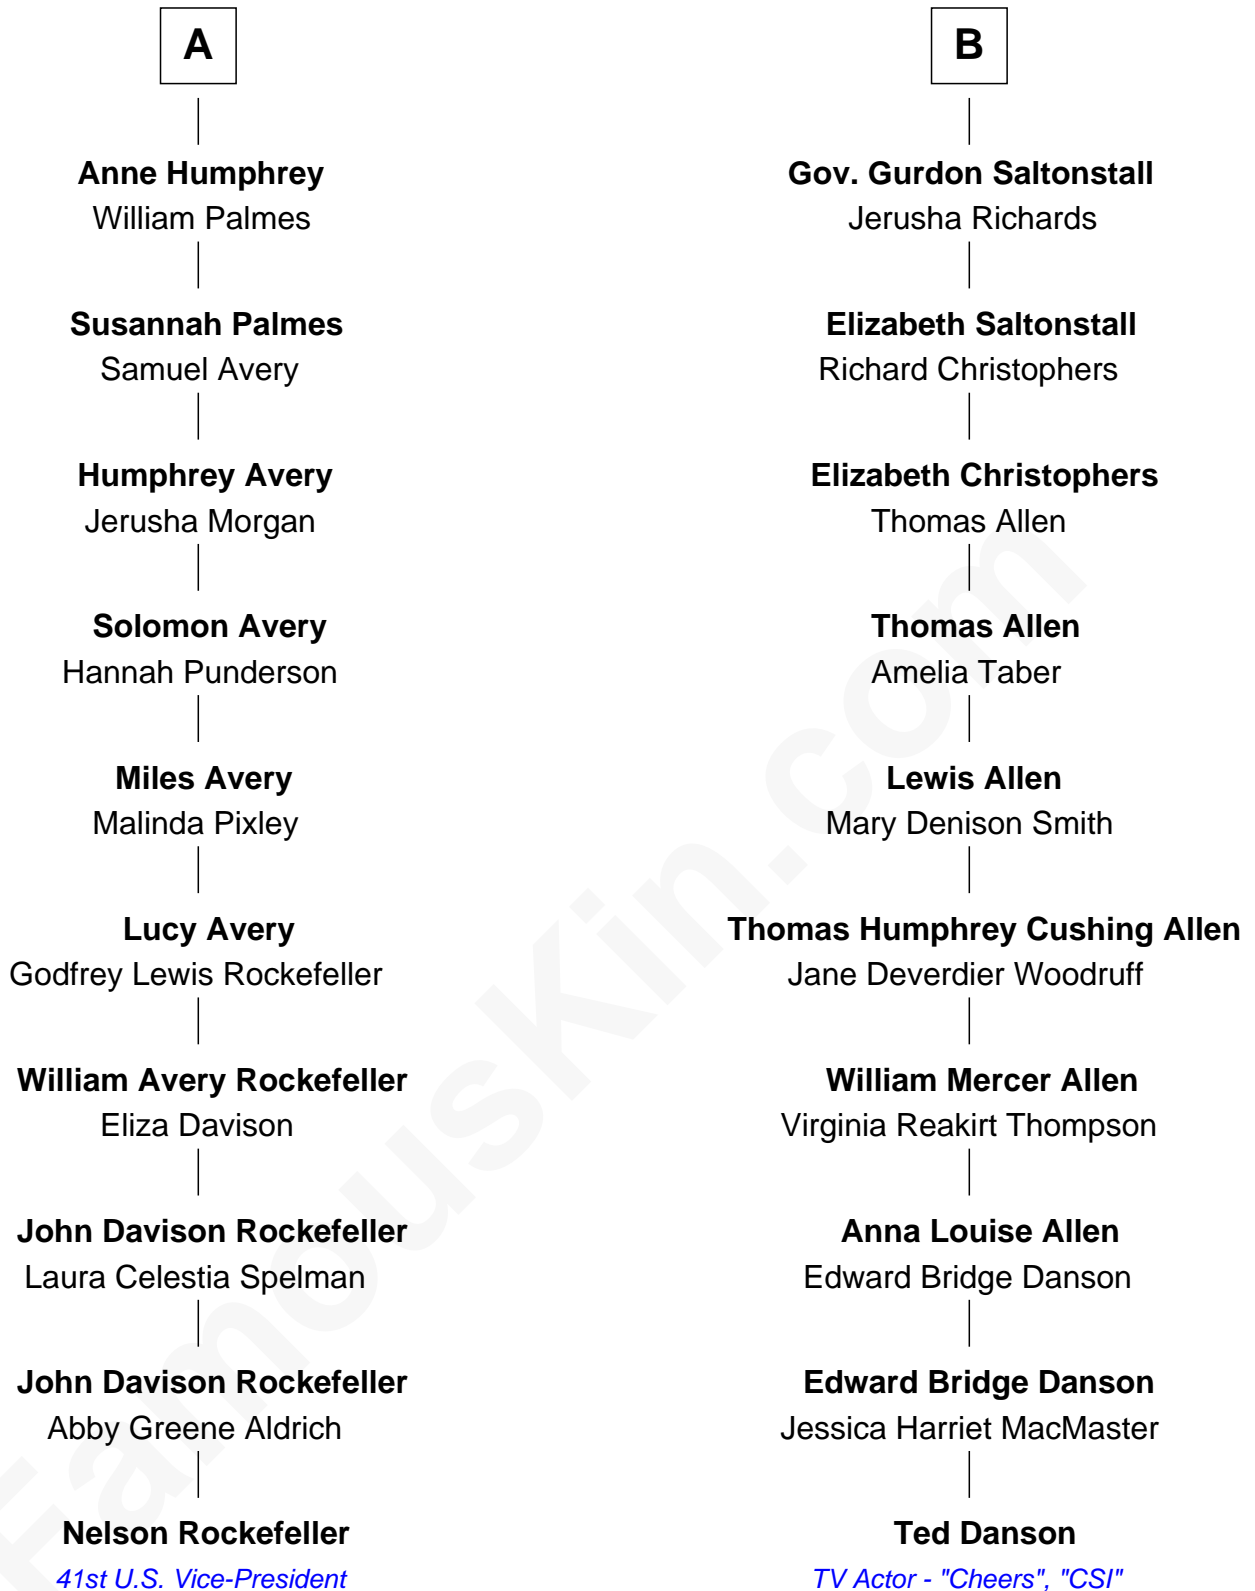 A
Anne Humphrey
William Palmes
Susannah Palmes
Samuel Avery
Humphrey Avery
Jerusha Morgan
Solomon Avery
Hannah Punderson
Miles Avery
Malinda Pixley
Lucy Avery
Godfrey Lewis Rockefeller
William Avery Rockefeller
Eliza Davison
John Davison Rockefeller
Laura Celestia Spelman
John Davison Rockefeller
Abby Greene Aldrich
Nelson Rockefeller
41st U.S. Vice-President
B
Gov. Gurdon Saltonstall
Jerusha Richards
Elizabeth Saltonstall
Richard Christophers
Elizabeth Christophers
Thomas Allen
Thomas Allen
Amelia Taber
Lewis Allen
Mary Denison Smith
Thomas Humphrey Cushing Allen
Jane Deverdier Woodruff
William Mercer Allen
Virginia Reakirt Thompson
Anna Louise Allen
Edward Bridge Danson
Edward Bridge Danson
Jessica Harriet MacMaster
Ted Danson
TV Actor - "Cheers", "CSI"
FamousKin.com